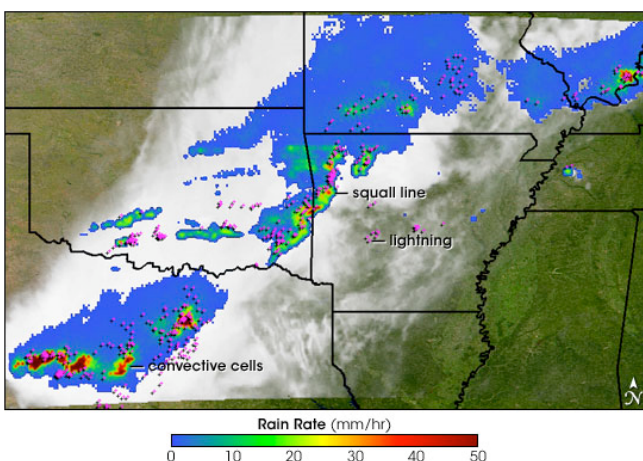 squall line
lightning
convective cells
N
Rain Rate (mm/hr)
0 10 20 30 40 50